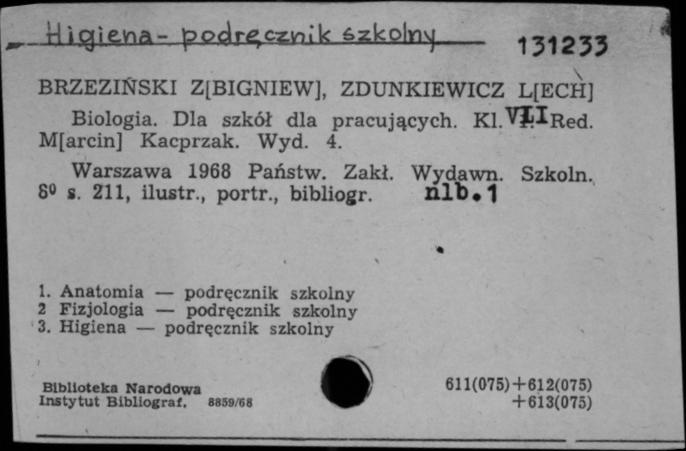 Higiena - podręcznik szkolny
131233
BRZEZIŃSKI Z[BIGNIEW], ZDUNKIEWICZ L[ECH]
Biologia. Dla szkół dla pracujących. Kl. VII Red.
M[arcin] Kacprzak. Wyd. 4.
Warszawa 1968 Państw. Zakł. Wydawn. Szkoln.
8º s. 211, ilustr., portr., bibliogr. nlb. 1
1. Anatomia — podręcznik szkolny
2 Fizjologia — podręcznik szkolny
3. Higiena — podręcznik szkolny
Biblioteka Narodowa
Instytut Bibliograf. 8859/68
611(075)+612(075)
+613(075)